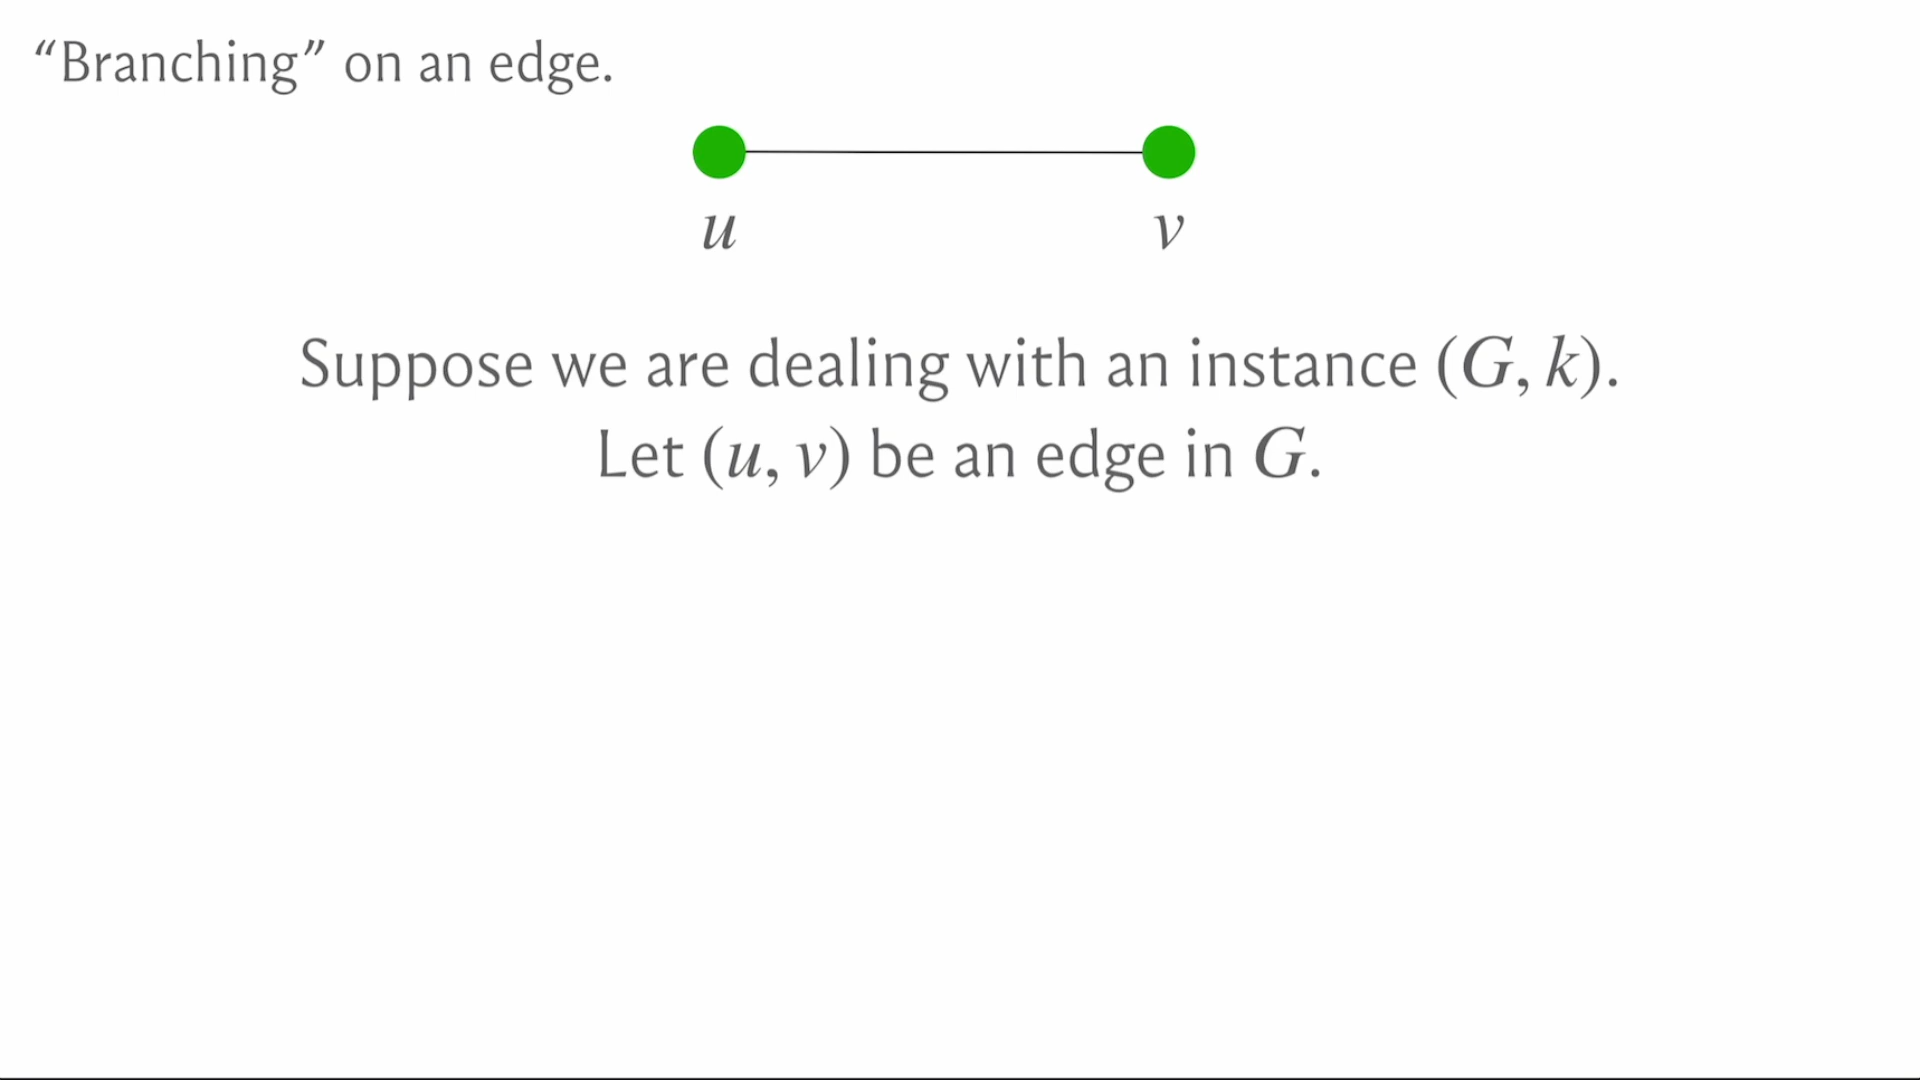 “Branching” on an edge.
u
v
Suppose we are dealing with an instance (G, k).
Let (u, v) be an edge in G.